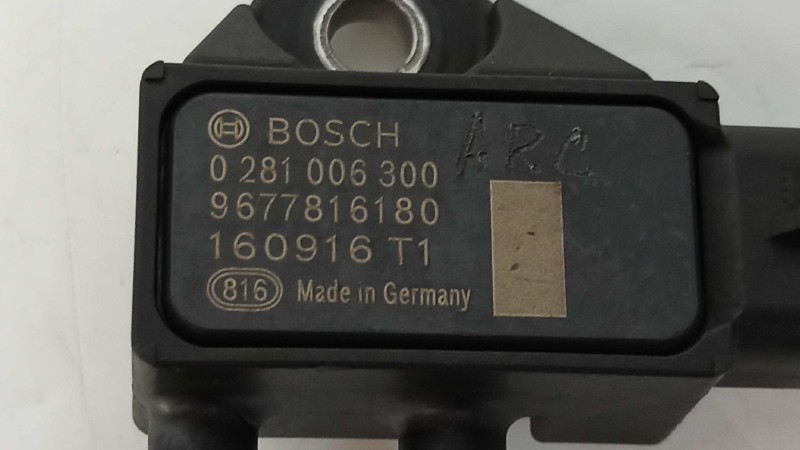 BOSCH
ARC
0 281 006 300
9677816180
160916 T1
816 Made in Germany